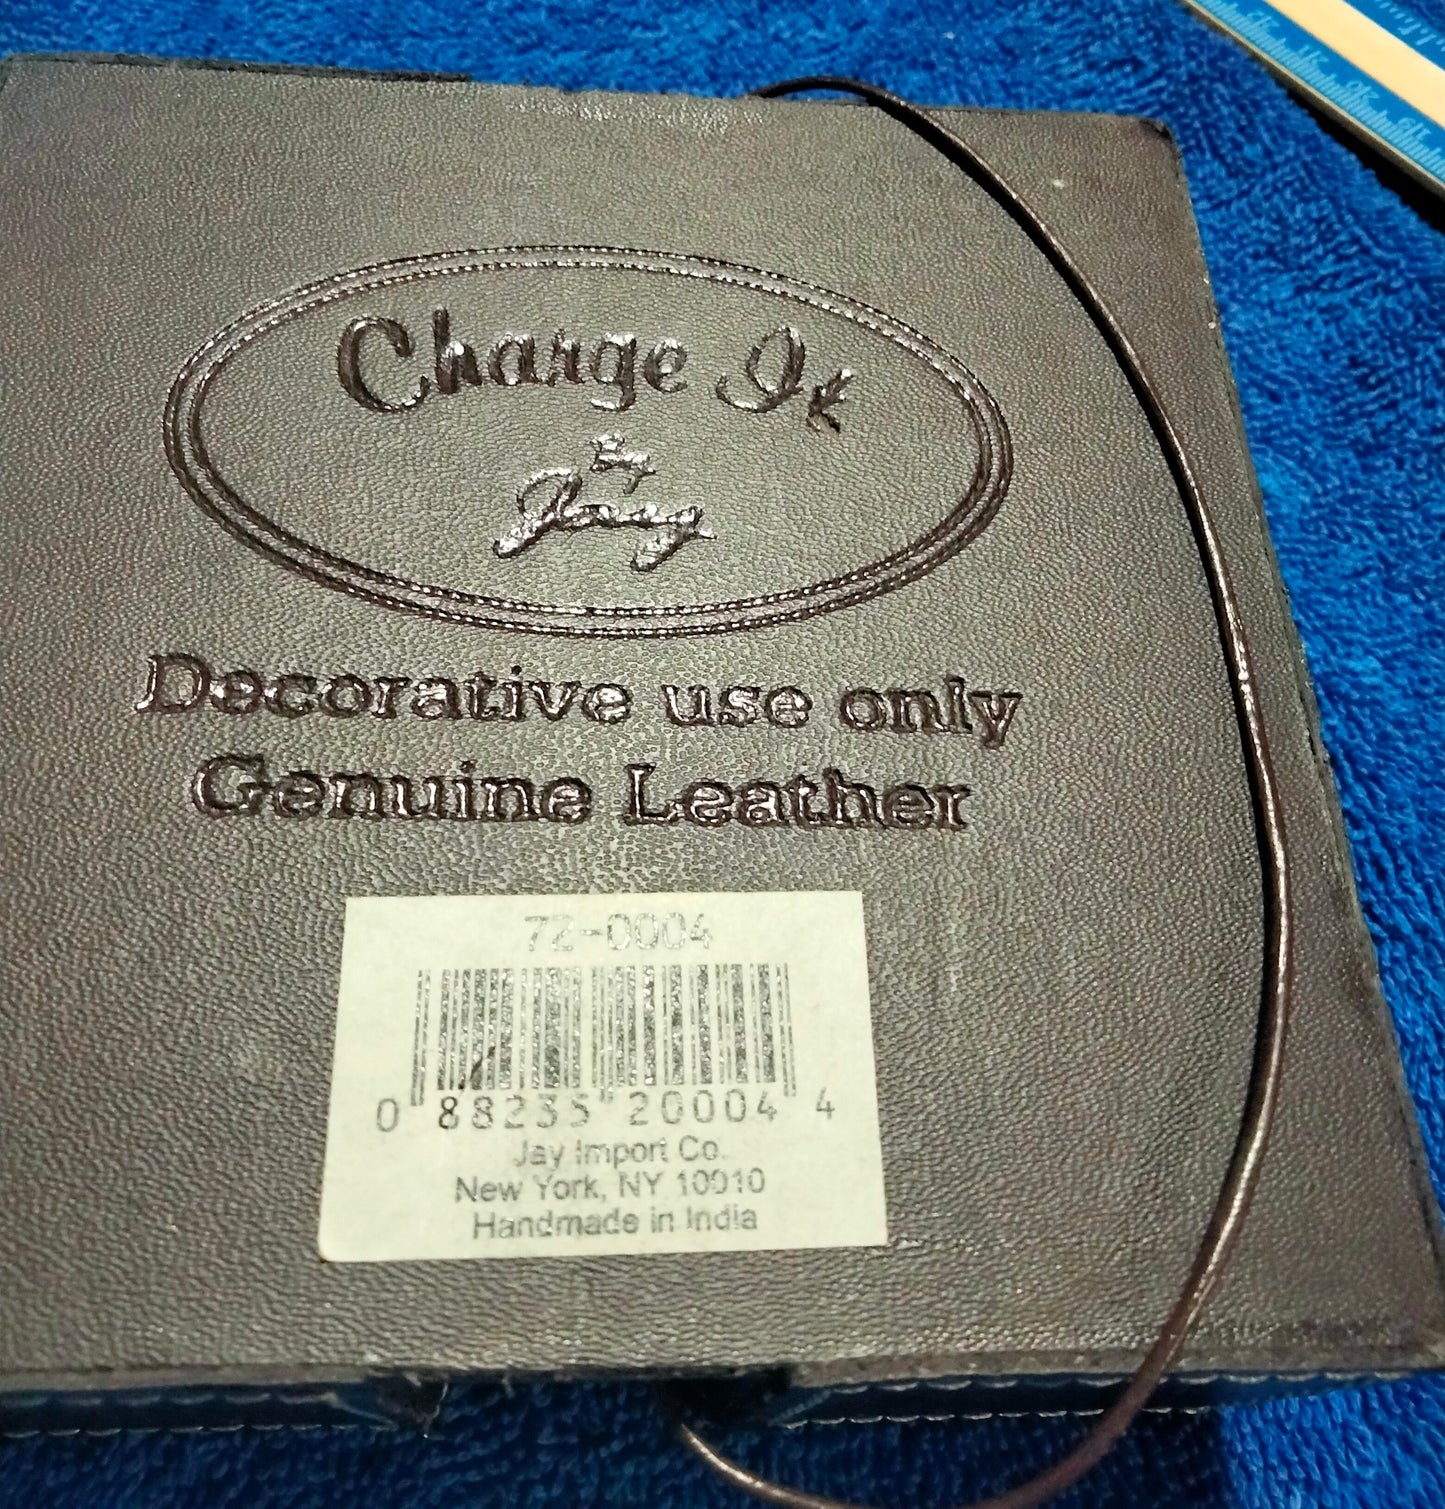 Charge It
By
Jay
Decorative use only
Genuine Leather
72-0004
0 88235 20004 4
Jay Import Co.
New York, NY 10010
Handmade in India